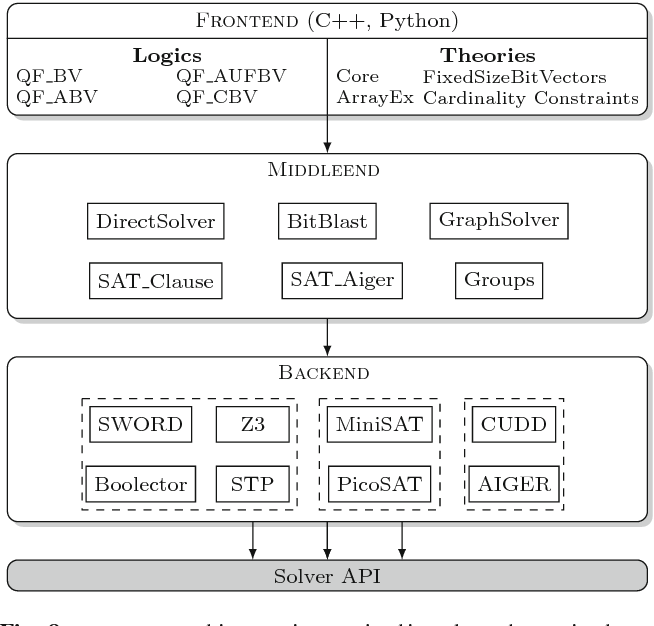 FRONTEND (C++, Python)
Logics
QF_BV QF_AUFBV
QF_ABV QF_CBV
Theories
Core FixedSizeBitVectors
ArrayEx Cardinality Constraints
MIDDLEEND
DirectSolver BitBlast GraphSolver
SAT_Clause SAT_Aiger Groups
BACKEND
SWORD Z3 MiniSAT CUDD
Boolector STP PicoSAT AIGER
Solver API